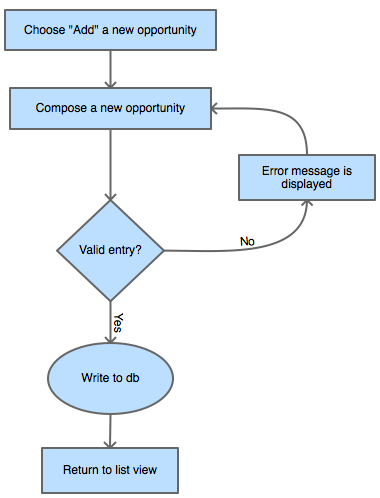 Choose "Add" a new opportunity
Compose a new opportunity
Error message is
displayed
Valid entry?
No
Yes
Write to db
Return to list view